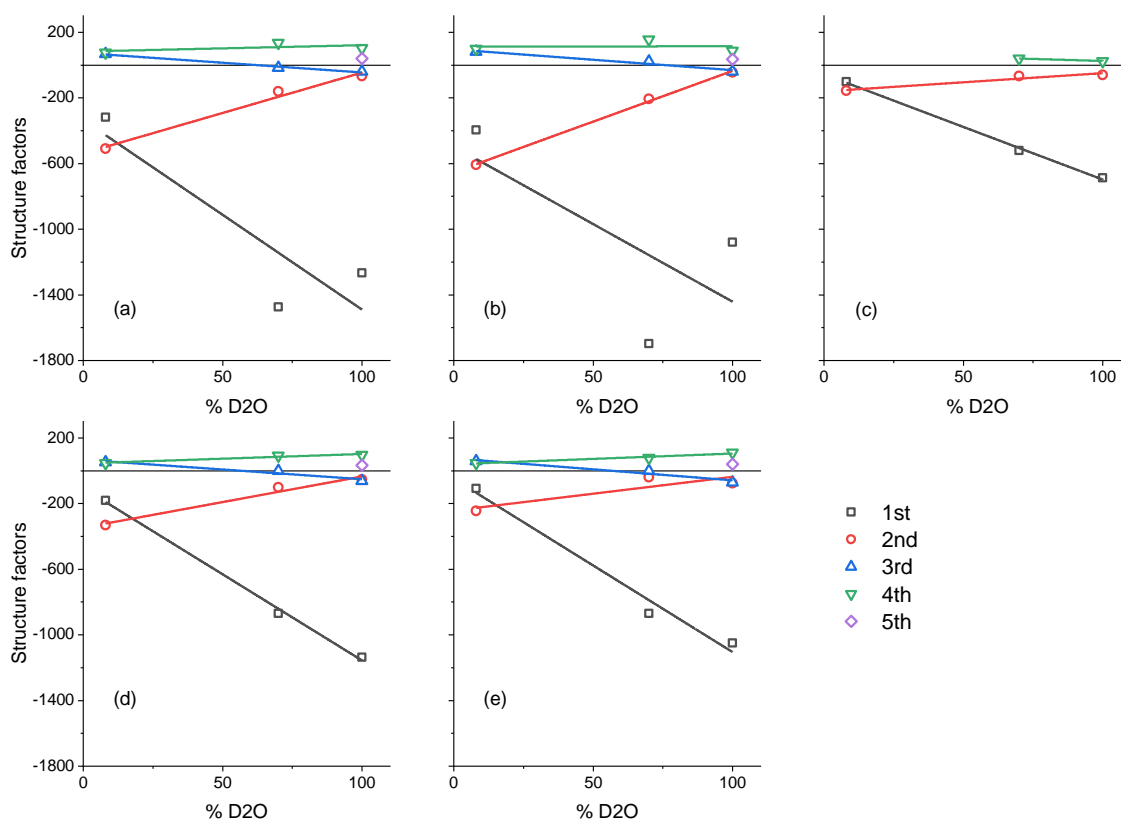 200
-200
-600
-1000
-1400
-1800
Structure factors
0 50 100
% D2O
(a)
0 50 100
% D2O
(b)
0 50 100
% D2O
(c)
200
-200
-600
-1000
-1400
-1800
Structure factors
0 50 100
% D2O
(d)
0 50 100
% D2O
(e)
1st
2nd
3rd
4th
5th